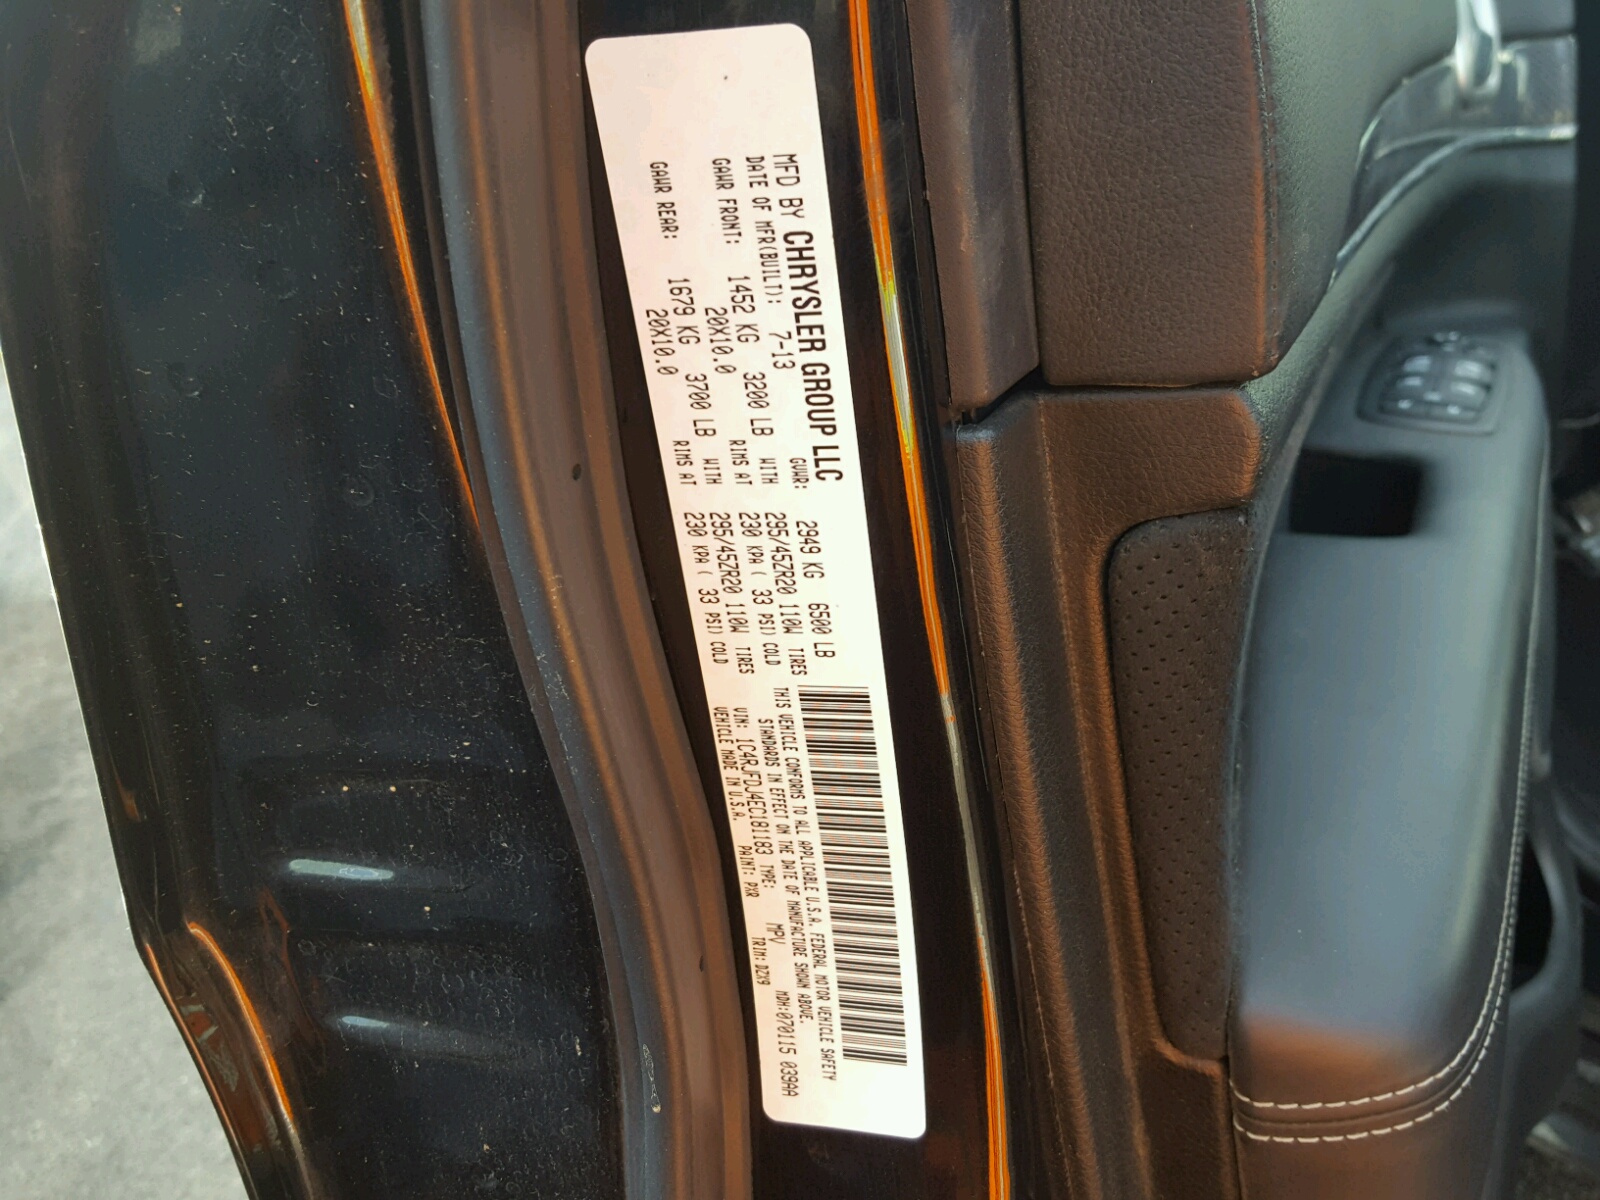 MFD BY CHRYSLER GROUP LLC
DATE OF MFR(BUILT): 7-13 GVWR: 2949 KG 6500 LB
GAWR FRONT: 1452 KG 3200 LB WITH 295/45ZR20 110W TIRES
20X10.0 RIMS AT 230 KPA ( 33 PSI) COLD
GAWR REAR: 1679 KG 3700 LB WITH 295/45ZR20 110W TIRES
20X10.0 RIMS AT 230 KPA ( 33 PSI) COLD
THIS VEHICLE CONFORMS TO ALL APPLICABLE U.S.A. FEDERAL MOTOR VEHICLE SAFETY
STANDARDS IN EFFECT ON THE DATE OF MANUFACTURE SHOWN ABOVE.
VIN: 1C4RJFDJ4EC181183 TYPE: MPV MDH:070115 039AA
VEHICLE MADE IN U.S.A. PAINT: PXR TRIM: DZX9